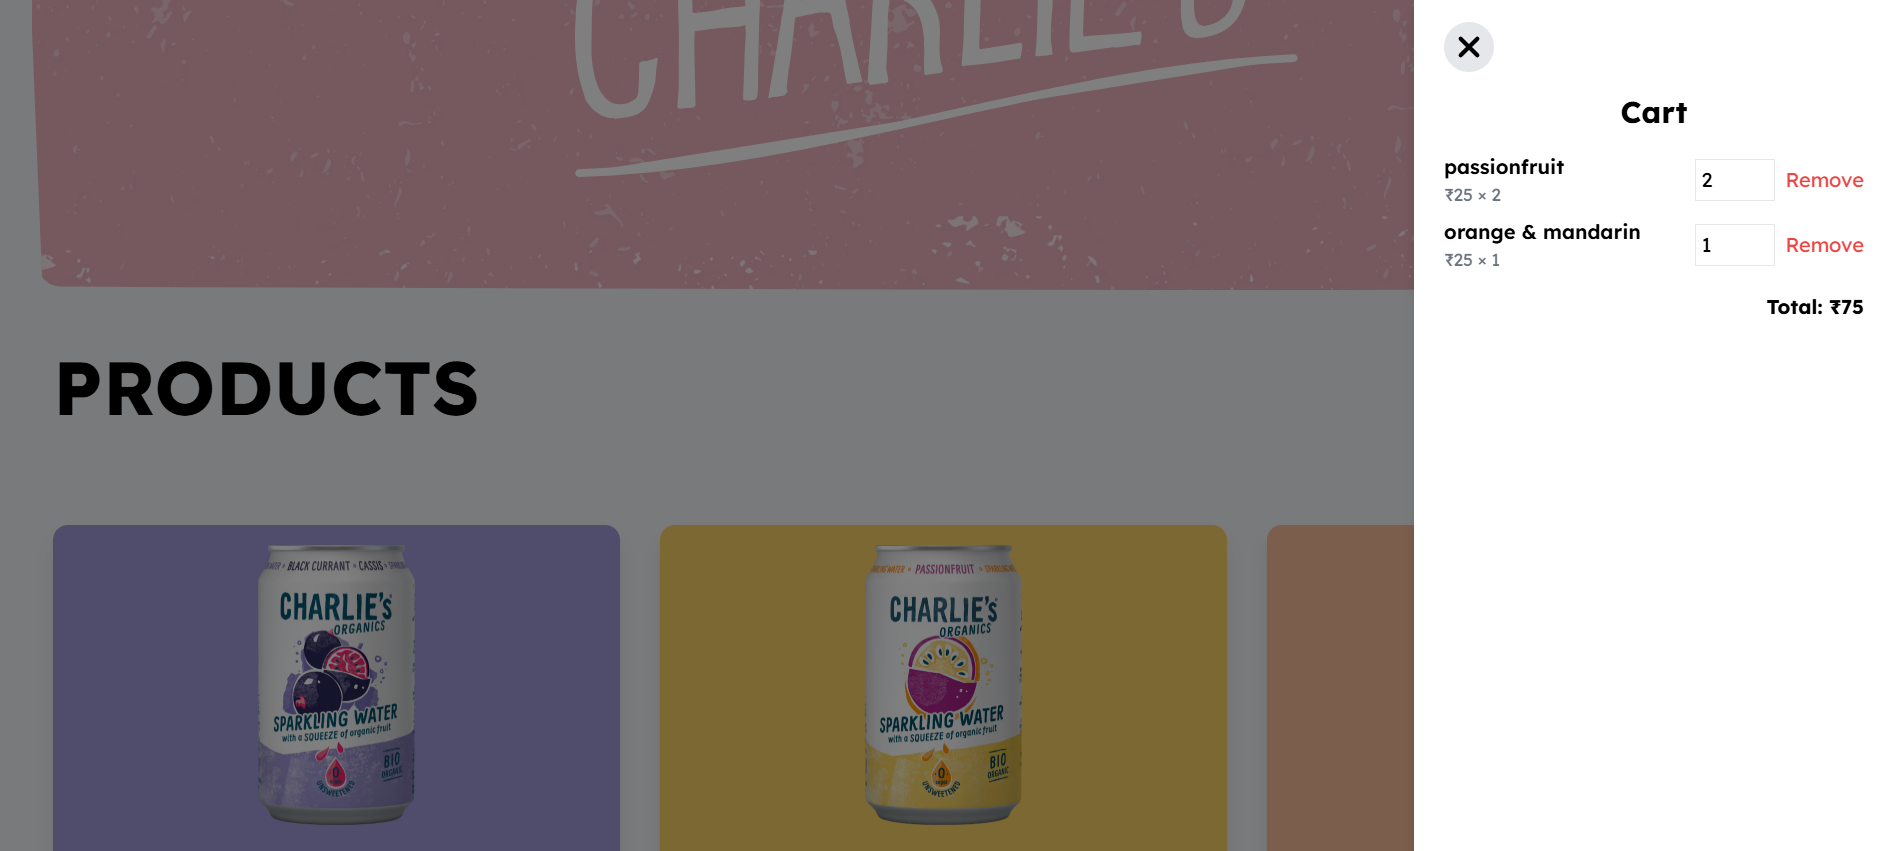 CHARLIE'S
Cart
passionfruit
₹25 × 2
2
Remove
orange & mandarin
₹25 × 1
1
Remove
Total: ₹75
PRODUCTS
BLACK CURRANT • CASSIS •
CHARLIE's
ORGANICS
SPARKLING WATER
with a SQUEEZE of organic fruit
0
UNSWEETENED
BIO
ORGANIC
PASSIONFRUIT
CHARLIE's
ORGANICS
SPARKLING WATER
with a SQUEEZE of organic fruit
0
UNSWEETENED
BIO
ORGANIC